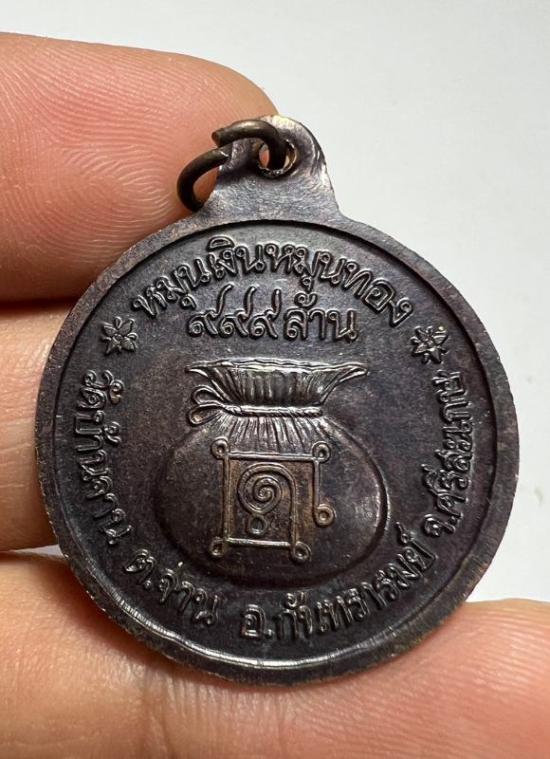 หมุนเงินหมุนทอง
๙๙๙ล้าน
วัดบ้านจาน ต.จาน อ.กันทรารมย์ จ.ศรีสะเกษ